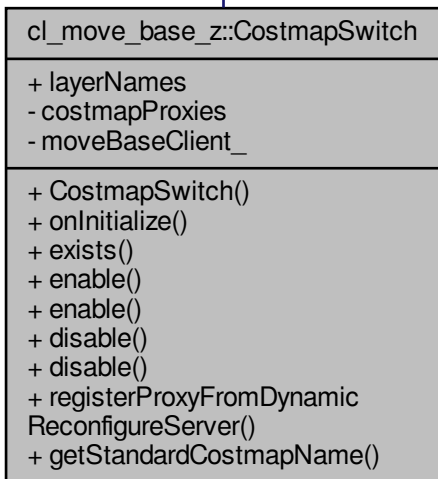 cl_move_base_z::CostmapSwitch
+ layerNames
- costmapProxies
- moveBaseClient_
+ CostmapSwitch()
+ onInitialize()
+ exists()
+ enable()
+ enable()
+ disable()
+ disable()
+ registerProxyFromDynamic
ReconfigureServer()
+ getStandardCostmapName()